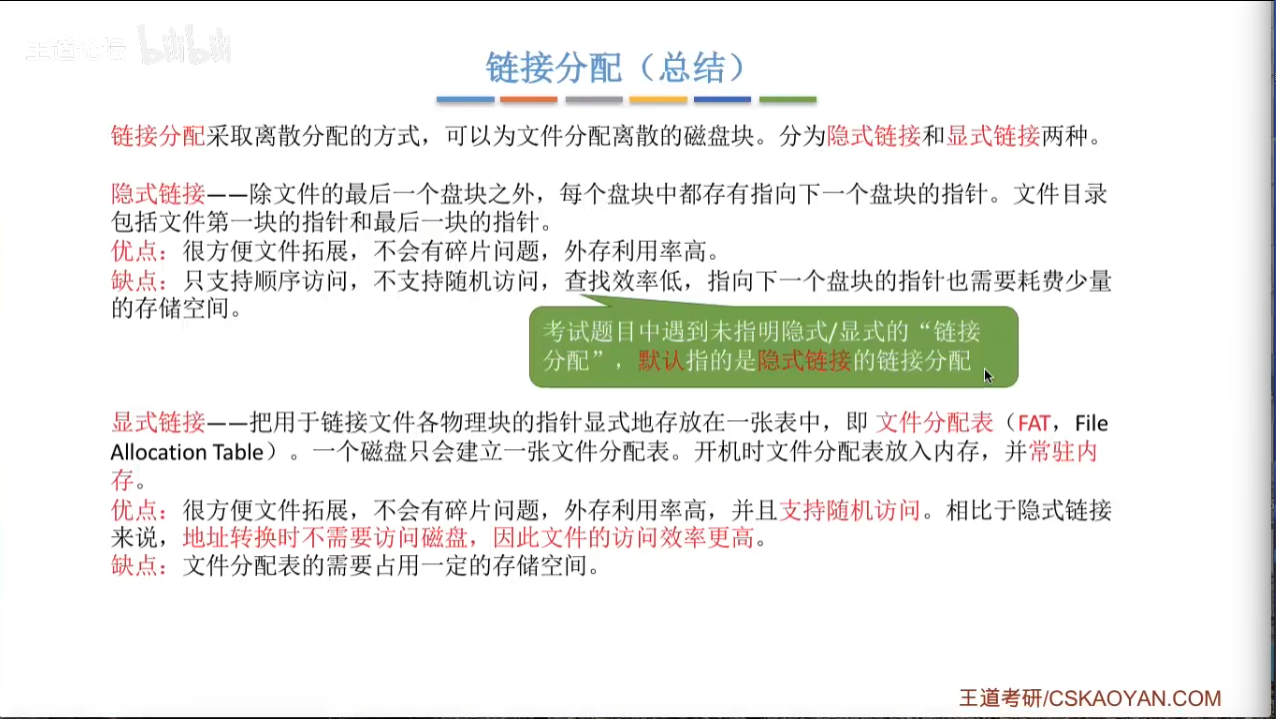 王道论坛 bilibili
链接分配（总结）
链接分配采取离散分配的方式，可以为文件分配离散的磁盘块。分为隐式链接和显式链接两种。
隐式链接——除文件的最后一个盘块之外，每个盘块中都存有指向下一个盘块的指针。文件目录
包括文件第一块的指针和最后一块的指针。
优点：很方便文件拓展，不会有碎片问题，外存利用率高。
缺点：只支持顺序访问，不支持随机访问，查找效率低，指向下一个盘块的指针也需要耗费少量
的存储空间。
考试题目中遇到未指明隐式/显式的“链接
分配”，默认指的是隐式链接的链接分配
显式链接——把用于链接文件各物理块的指针显式地存放在一张表中，即 文件分配表（FAT，File
Allocation Table）。一个磁盘只会建立一张文件分配表。开机时文件分配表放入内存，并常驻内
存。
优点：很方便文件拓展，不会有碎片问题，外存利用率高，并且支持随机访问。相比于隐式链接
来说，地址转换时不需要访问磁盘，因此文件的访问效率更高。
缺点：文件分配表的需要占用一定的存储空间。
王道考研/CSKAOYAN.COM